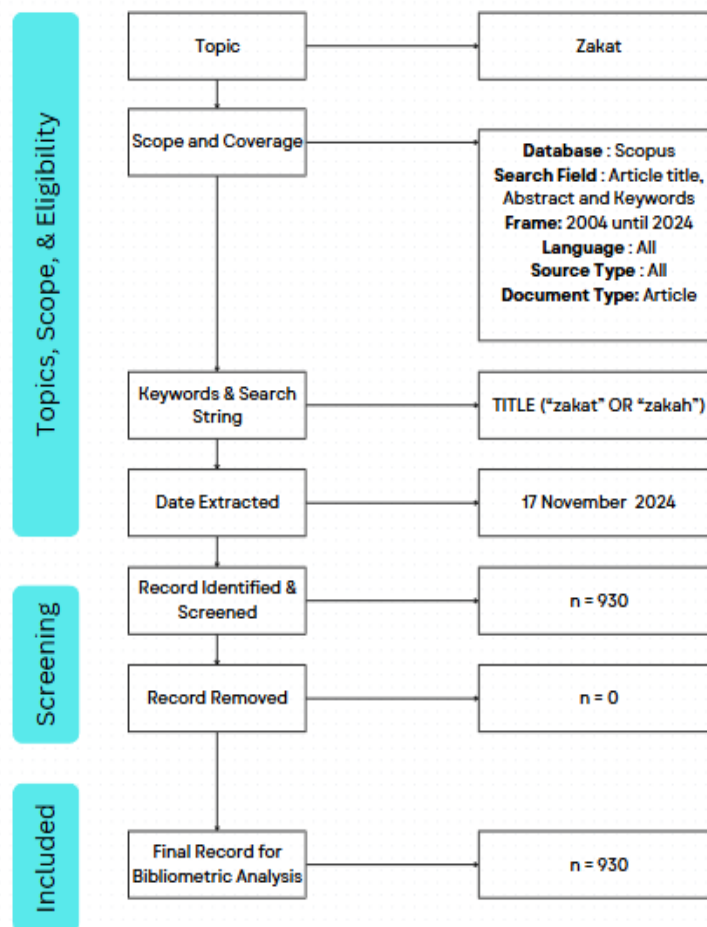 Topics, Scope, & Eligibility
Topic
Zakat
Scope and Coverage
Database : Scopus
Search Field : Article title,
Abstract and Keywords
Frame: 2004 until 2024
Language : All
Source Type : All
Document Type: Article
Keywords & Search
String
TITLE (“zakat” OR “zakah”)
Date Extracted
17 November 2024
Screening
Record Identified &
Screened
n = 930
Record Removed
n = 0
Included
Final Record for
Bibliometric Analysis
n = 930